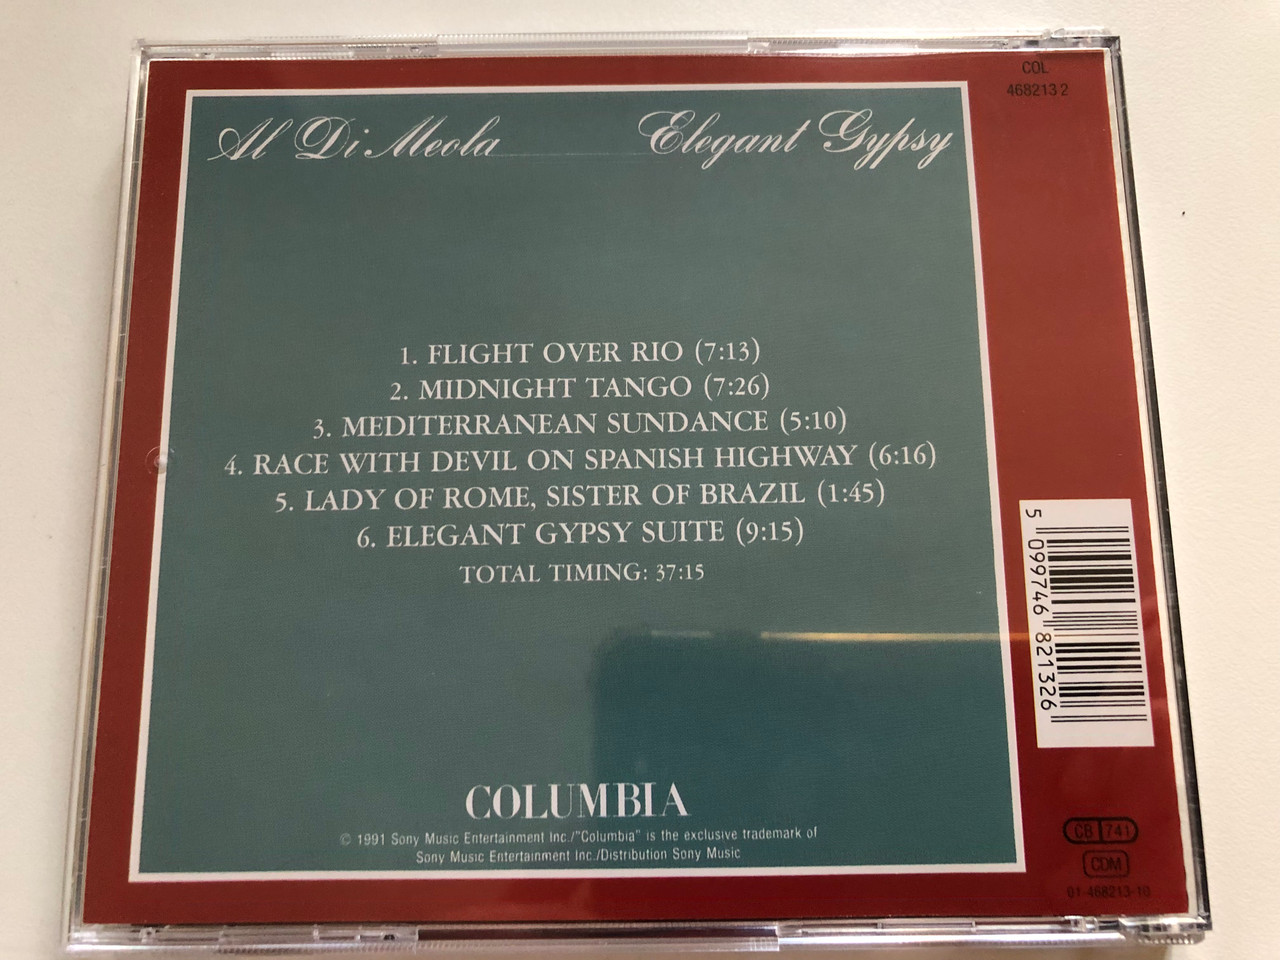 Al Di Meola Elegant Gypsy
COL
468213 2
1. FLIGHT OVER RIO (7:13)
2. MIDNIGHT TANGO (7:26)
3. MEDITERRANEAN SUNDANCE (5:10)
4. RACE WITH DEVIL ON SPANISH HIGHWAY (6:16)
5. LADY OF ROME, SISTER OF BRAZIL (1:45)
6. ELEGANT GYPSY SUITE (9:15)
TOTAL TIMING: 37:15
5 099746 821326
COLUMBIA
© 1991 Sony Music Entertainment Inc./"Columbia" is the exclusive trademark of
Sony Music Entertainment Inc./Distribution Sony Music
CB 741
CDM
01-468213-10